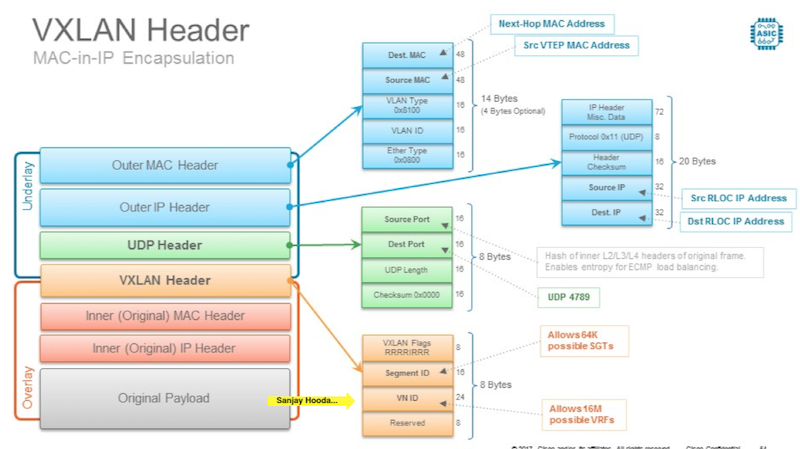 VXLAN Header
MAC-in-IP Encapsulation
Next-Hop MAC Address
Src VTEP MAC Address
ASIC
Dest. MAC
48
Source MAC
48
VLAN Type
0x8100
16
VLAN ID
16
Ether Type
0x0800
16
14 Bytes
(4 Bytes Optional)
IP Header
Misc. Data
72
Protocol 0x11 (UDP)
8
Header
Checksum
16
Source IP
32
Dest. IP
32
20 Bytes
Src RLOC IP Address
Dst RLOC IP Address
Underlay
Outer MAC Header
Outer IP Header
UDP Header
VXLAN Header
Overlay
Inner (Original) MAC Header
Inner (Original) IP Header
Original Payload
Source Port
16
Dest Port
16
UDP Length
16
Checksum 0x0000
16
8 Bytes
Hash of inner L2/L3/L4 headers of original frame.
Enables entropy for ECMP load balancing.
UDP 4789
VXLAN Flags
RRRRIRRR
8
Segment ID
16
VN ID
24
Reserved
8
8 Bytes
Allows 64K
possible SGTs
Allows 16M
possible VRFs
Sanjay Hooda...